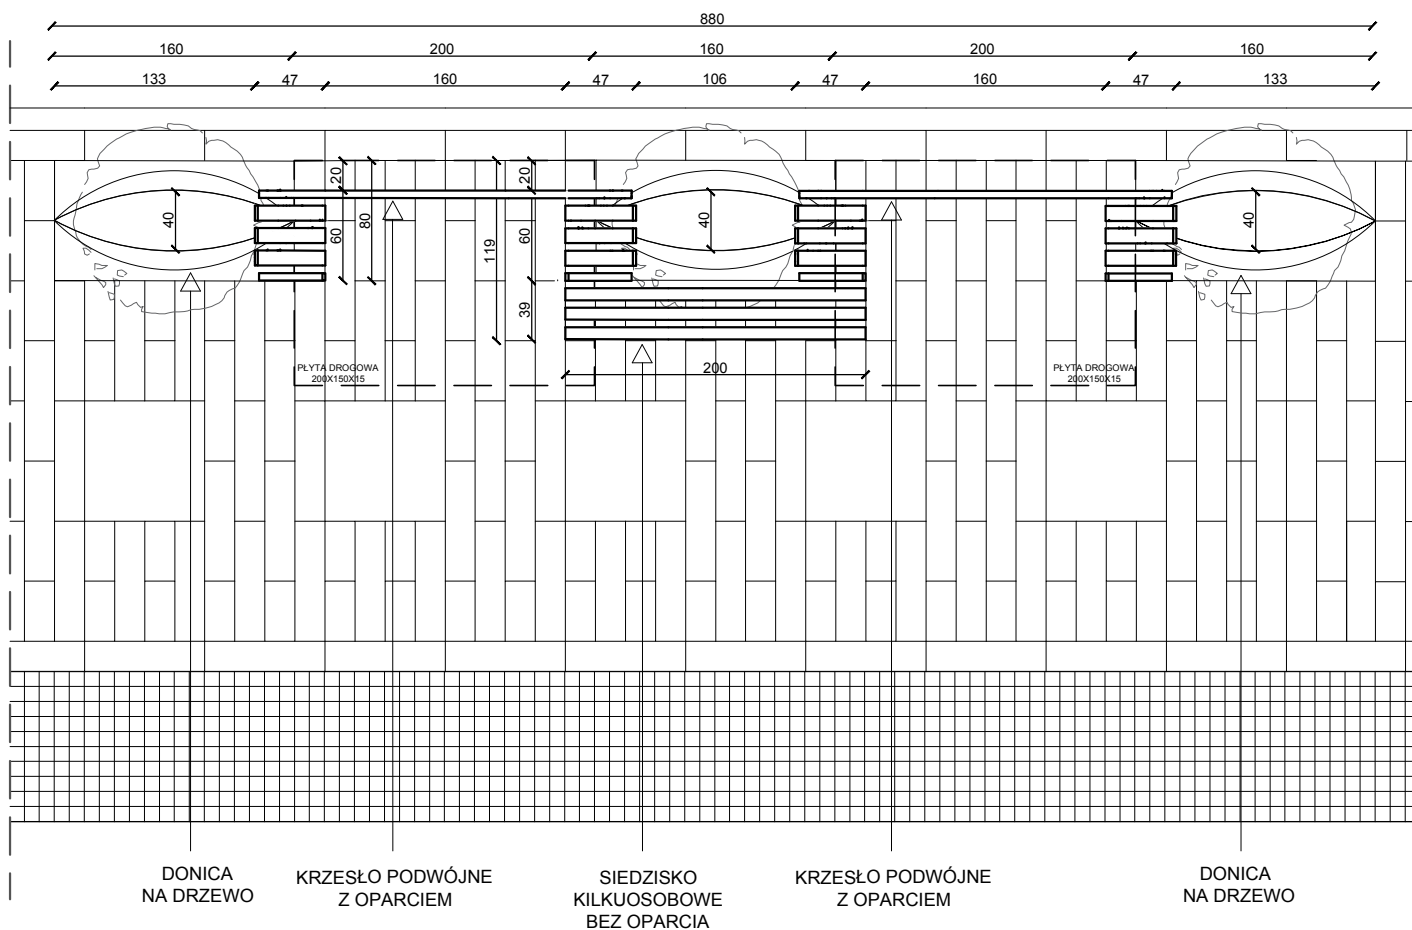 880
160 200 160 200 160
133 47 160 47 106 47 160 47 133
20 20
40 60 80 119 60 40 40
39
200
PŁYTA DROGOWA
200X150X15
PŁYTA DROGOWA
200X150X15
DONICA
NA DRZEWO
KRZESŁO PODWÓJNE
Z OPARCIEM
SIEDZISKO
KILKUOSOBOWE
BEZ OPARCIA
KRZESŁO PODWÓJNE
Z OPARCIEM
DONICA
NA DRZEWO